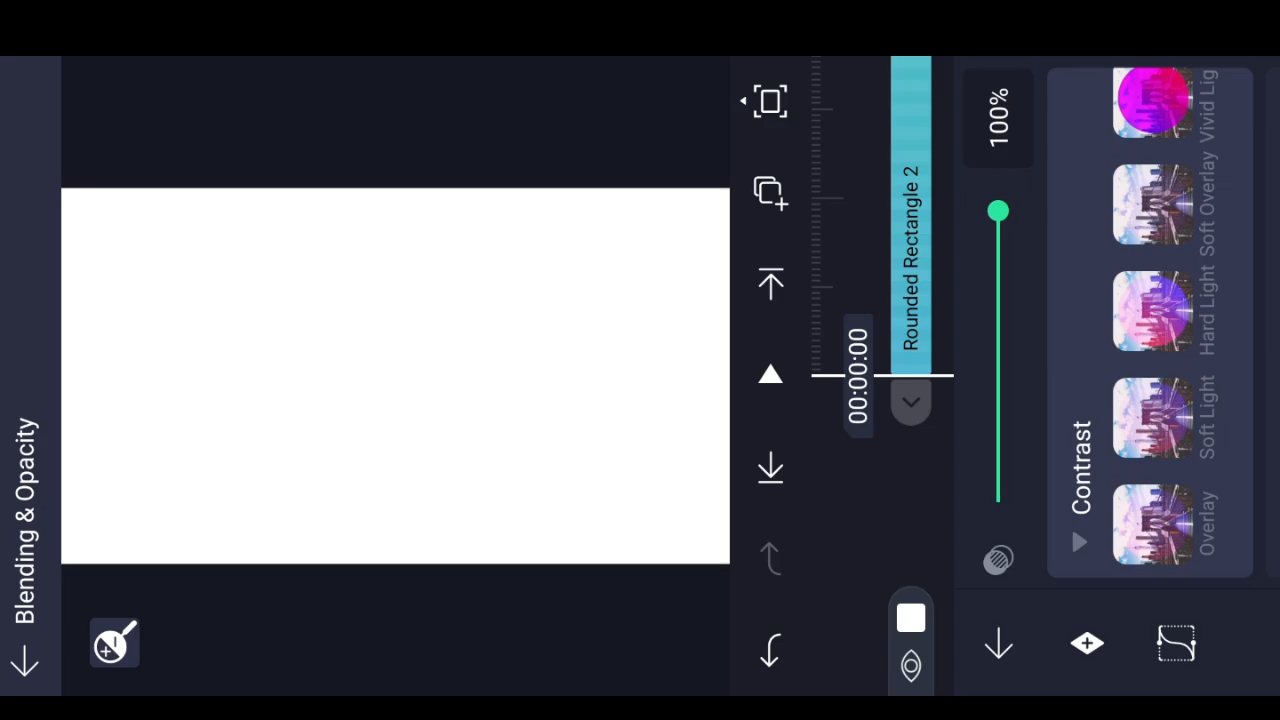 Blending & Opacity
00:00:00
Rounded Rectangle 2
100%
Contrast
Overlay
Soft Light
Hard Light
Soft Overlay
Vivid Lig